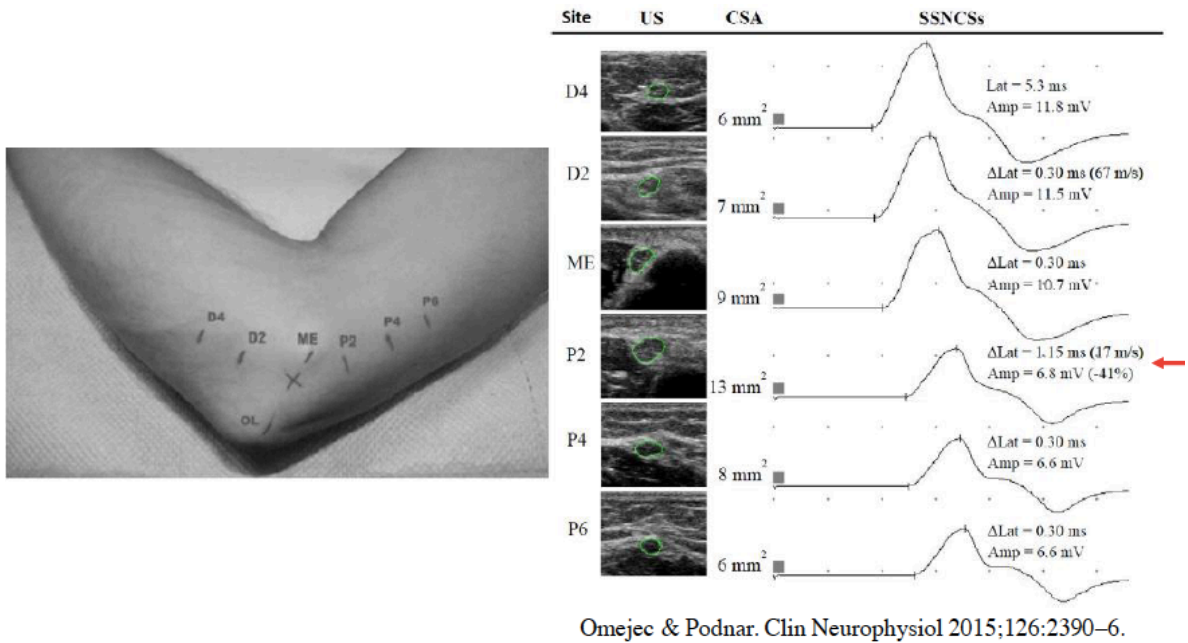 Site US CSA SSNCSs
D4
6 mm²
Lat = 5.3 ms
Amp = 11.8 mV
D2
7 mm²
ΔLat = 0.30 ms (67 m/s)
Amp = 11.5 mV
ME
9 mm²
ΔLat = 0.30 ms
Amp = 10.7 mV
P2
13 mm²
ΔLat = 1.15 ms (17 m/s)
Amp = 6.8 mV (-41%)
P4
8 mm²
ΔLat = 0.30 ms
Amp = 6.6 mV
P6
6 mm²
ΔLat = 0.30 ms
Amp = 6.6 mV
D4
D2
ME
P2
P4
P6
OL
Omejec & Podnar. Clin Neurophysiol 2015;126:2390–6.